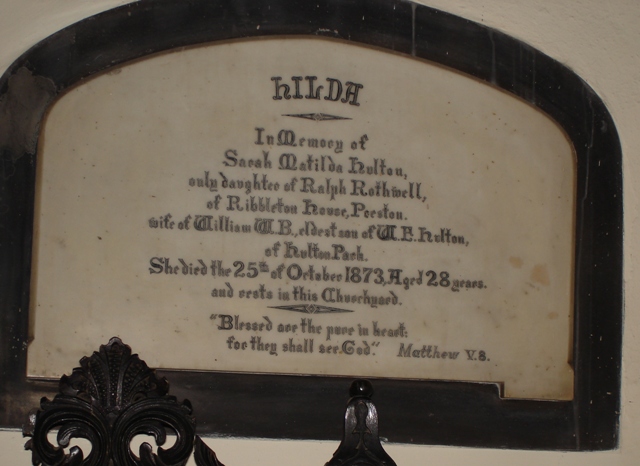 HILDA
In Memory of
Sarah Matilda Hulton,
only daughter of Ralph Rothwell,
of Ribbleton House, Preston.
wife of William W.B., eldest son of W.F. Hulton,
of Hulton Park.
She died the 25th of October 1873, Aged 28 years.
and rests in this Churchyard.
"Blessed are the pure in heart:
for they shall see God." Matthew V.8.